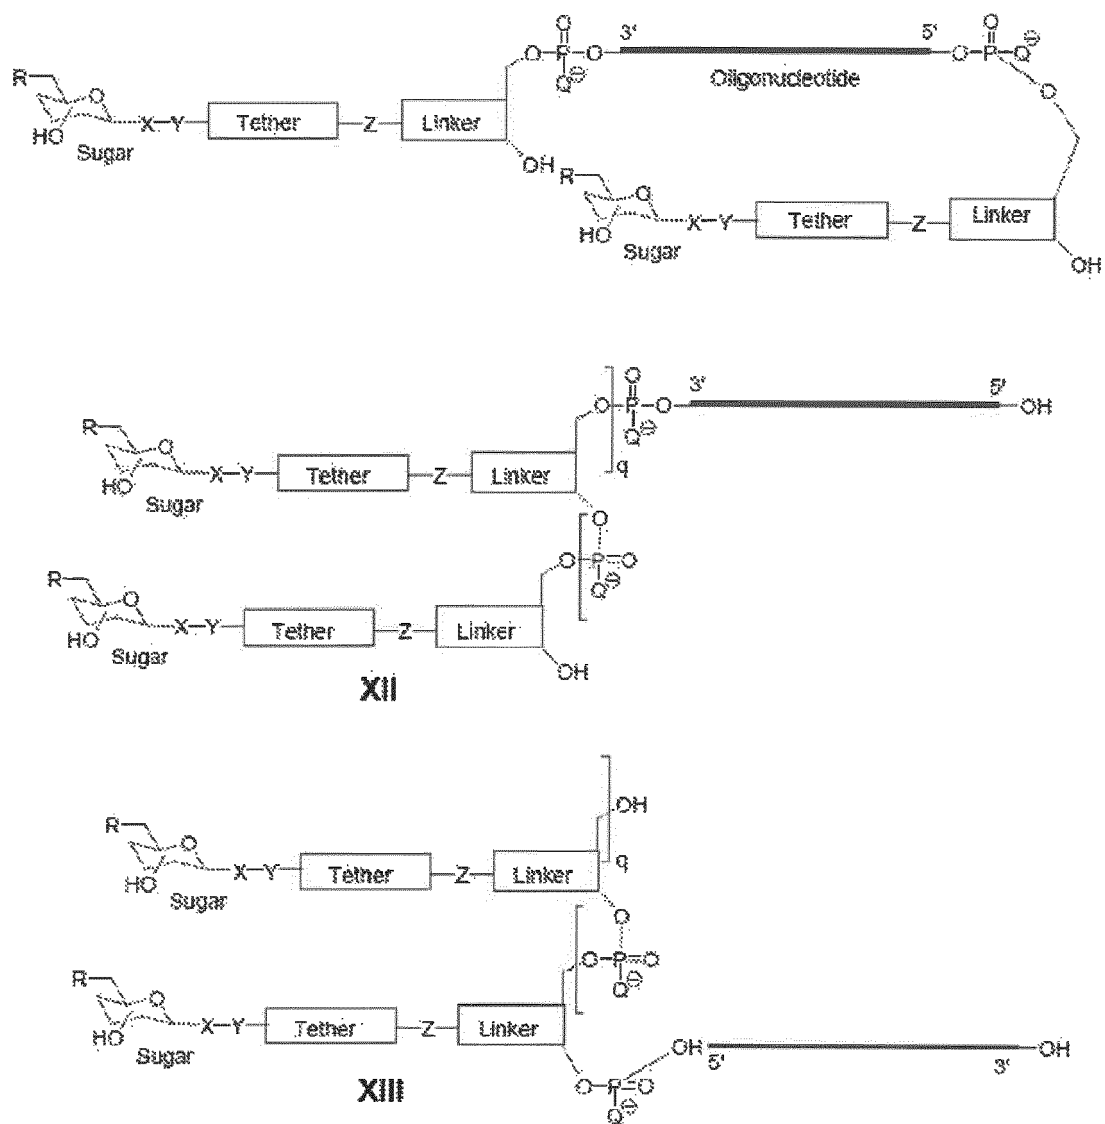 O
3'
5'
O
O-P-O
O-P-Q⊖
Q⊖
Oligonucleotide
O
R
O
HO
X-Y
Tether
Z
Linker
Sugar
OH
R
O
HO
X-Y
Tether
Z
Linker
Sugar
OH
O
3'
5'
O-P-O
OH
Q⊖
R
O
HO
X-Y
Tether
Z
Linker
q
Sugar
O
O-P=O
Q⊖
R
O
HO
X-Y
Tether
Z
Linker
Sugar
OH
XII
OH
R
O
HO
X-Y
Tether
Z
Linker
q
Sugar
O
O-P=O
Q⊖
R
O
HO
X-Y
Tether
Z
Linker
Sugar
OH
5'
3'
OH
O-P=O
Q⊖
XIII